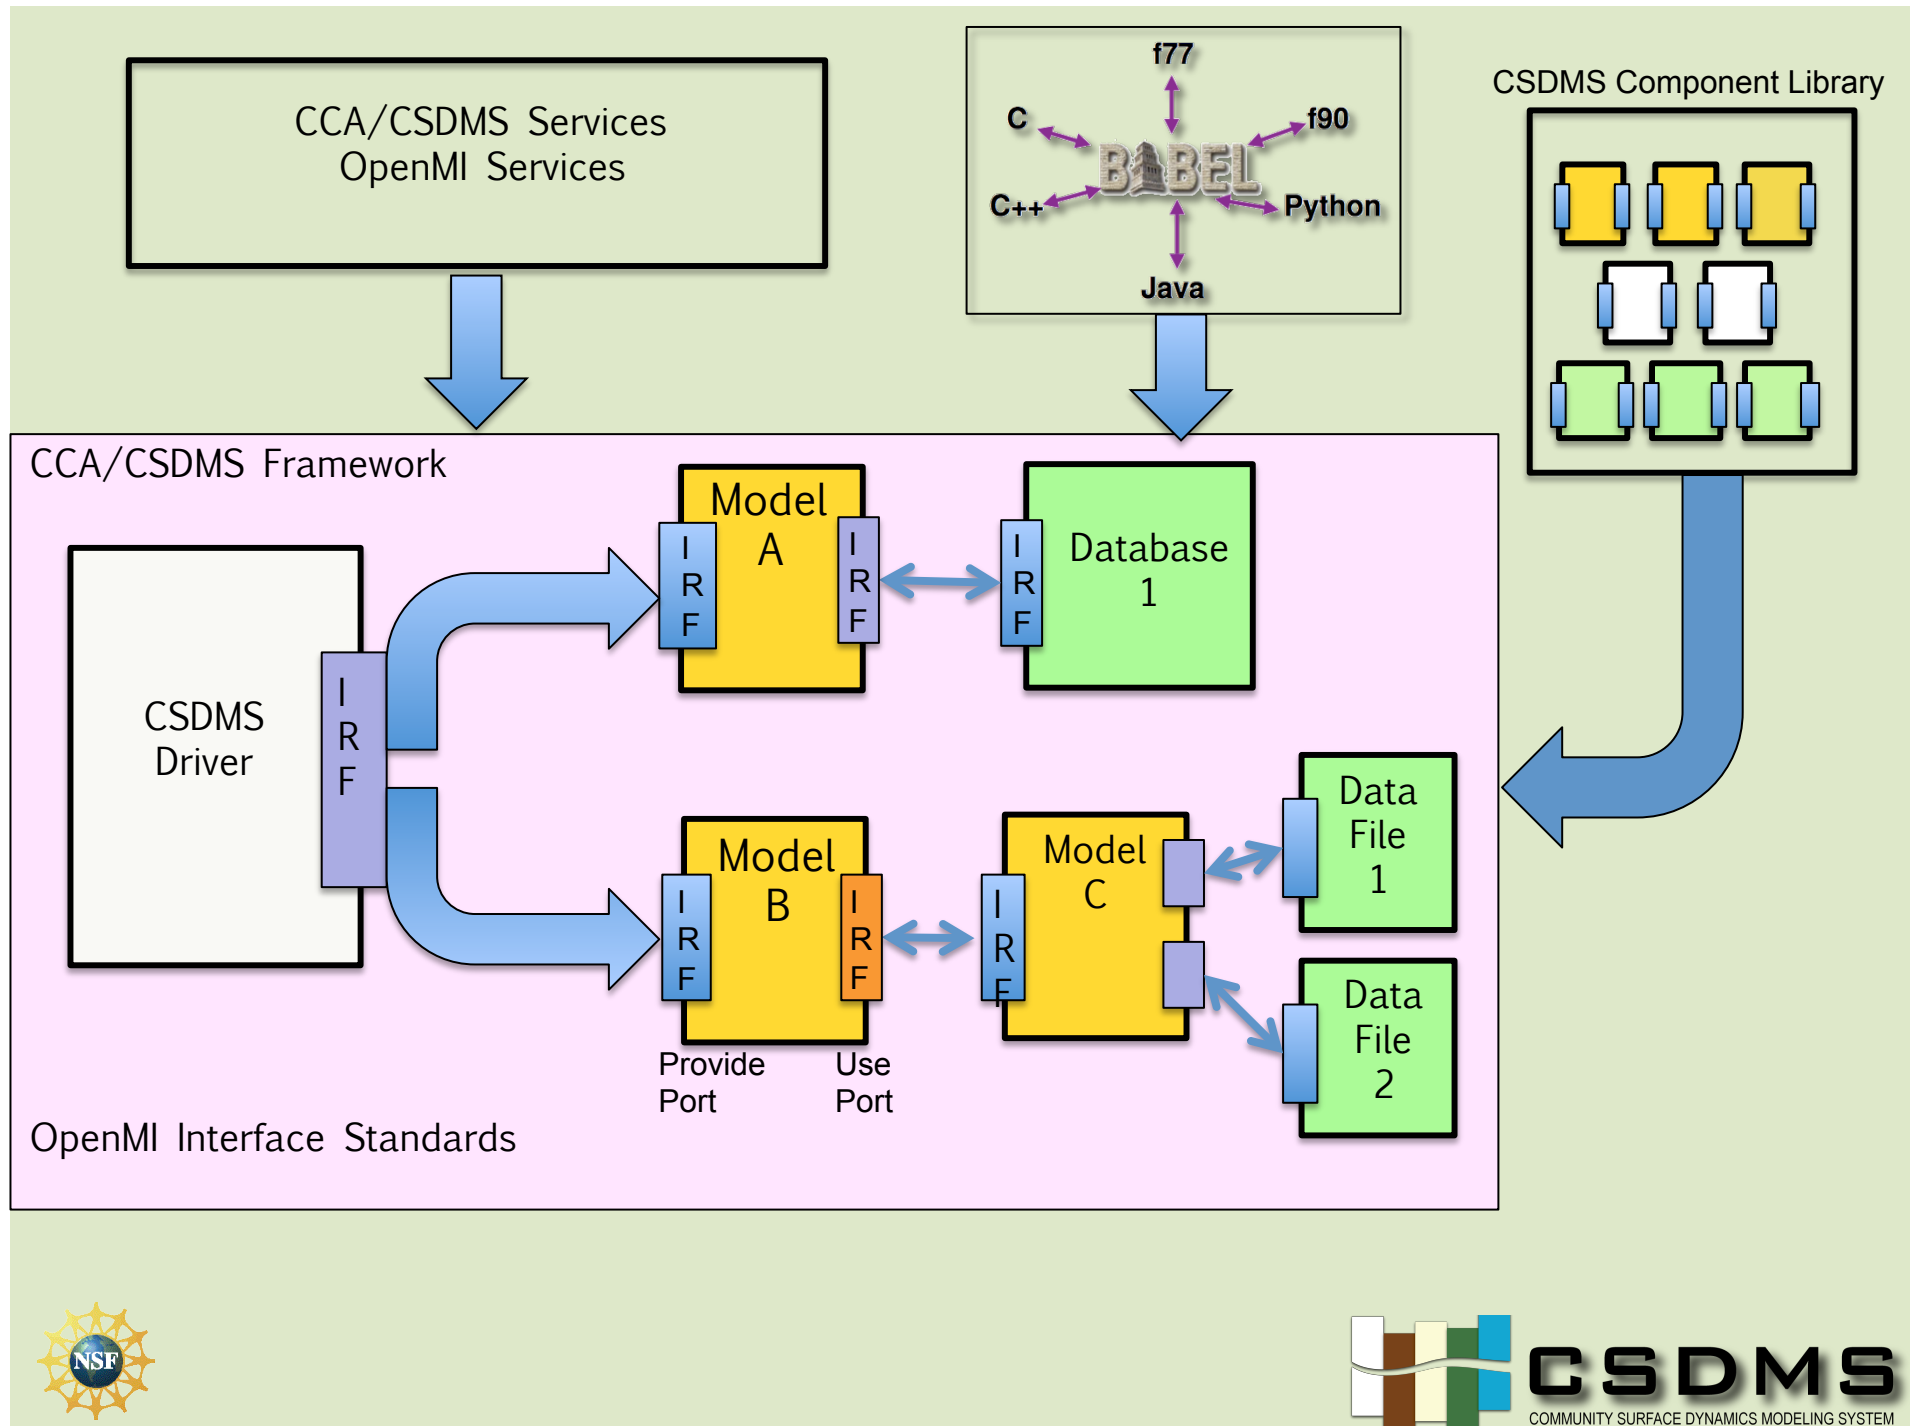 CCA/CSDMS Services
OpenMI Services
f77
C
f90
BABEL
C++
Python
Java
CSDMS Component Library
CCA/CSDMS Framework
CSDMS
Driver
I
R
F
Model
A
I
R
F
I
R
F
Database
1
I
R
F
Model
B
I
R
F
I
R
F
Provide
Port
Use
Port
Model
C
I
R
F
Data
File
1
Data
File
2
OpenMI Interface Standards
NSF
CSDMS
COMMUNITY SURFACE DYNAMICS MODELING SYSTEM